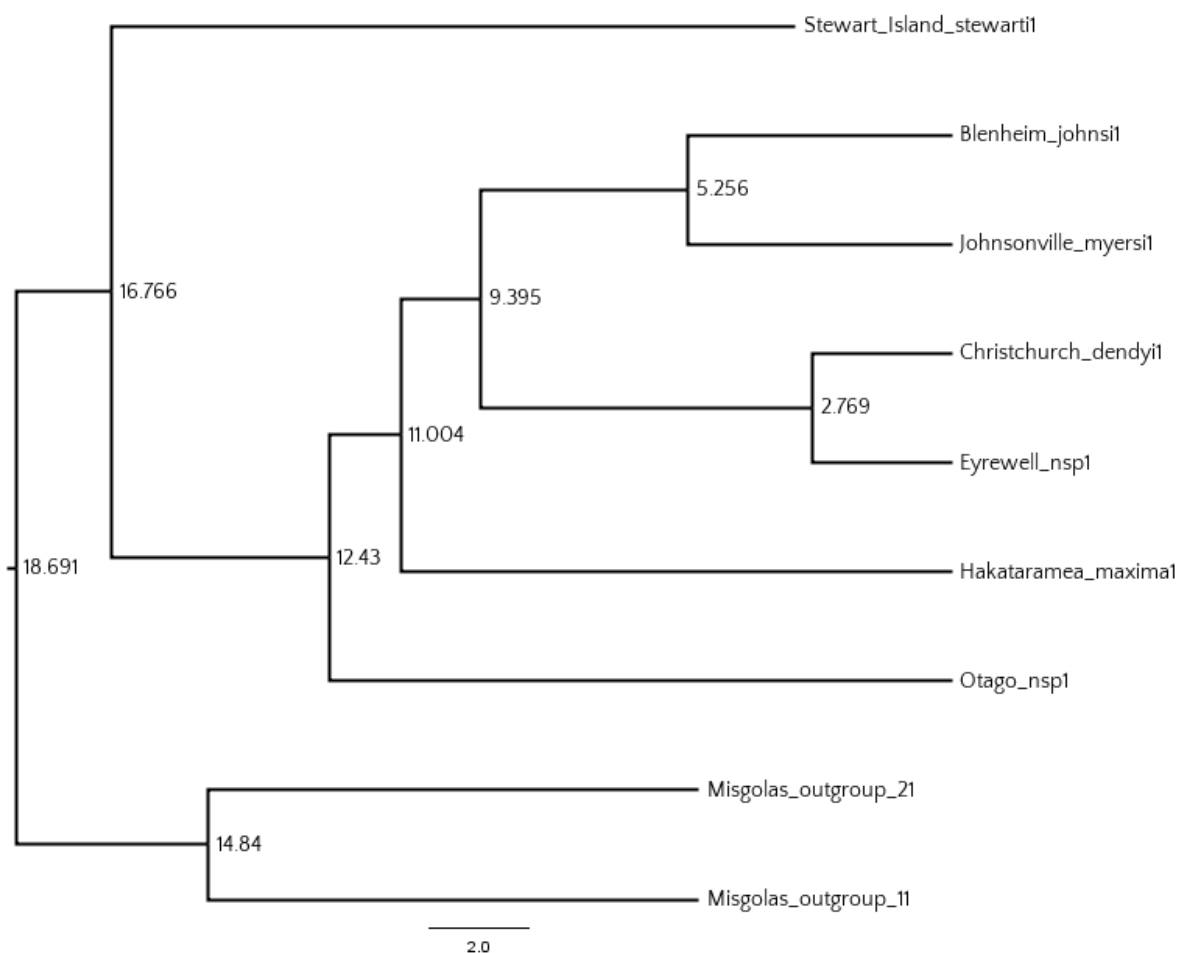 Stewart_Island_stewarti1
Blenheim_johnsi1
5.256
Johnsonville_myersi1
16.766
9.395
Christchurch_dendyi1
2.769
11.004
Eyrewell_nsp1
12.43
18.691
Hakataramea_maxima1
Otago_nsp1
Misgolas_outgroup_21
14.84
Misgolas_outgroup_11
2.0